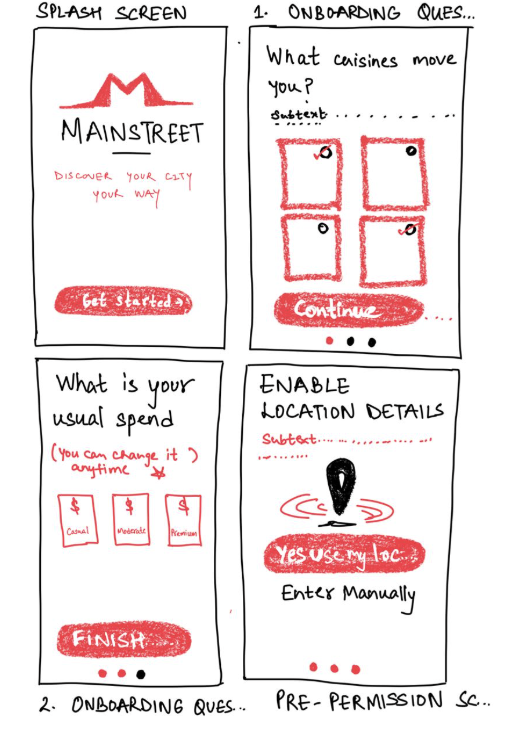 SPLASH SCREEN
MAINSTREET
DISCOVER YOUR CITY
YOUR WAY
Get started→
1. ONBOARDING QUES...
What cuisines move
you?
Subtext . . . . . . . .
Continue
What is your
usual spend
(You can change it )
anytime
$ $ $
Casual Moderate Premium
FINISH
2. ONBOARDING QUES...
ENABLE
LOCATION DETAILS
Subtext.... ... ........ ... ..
Yes Use my loc...
Enter Manually
PRE-PERMISSION SC...